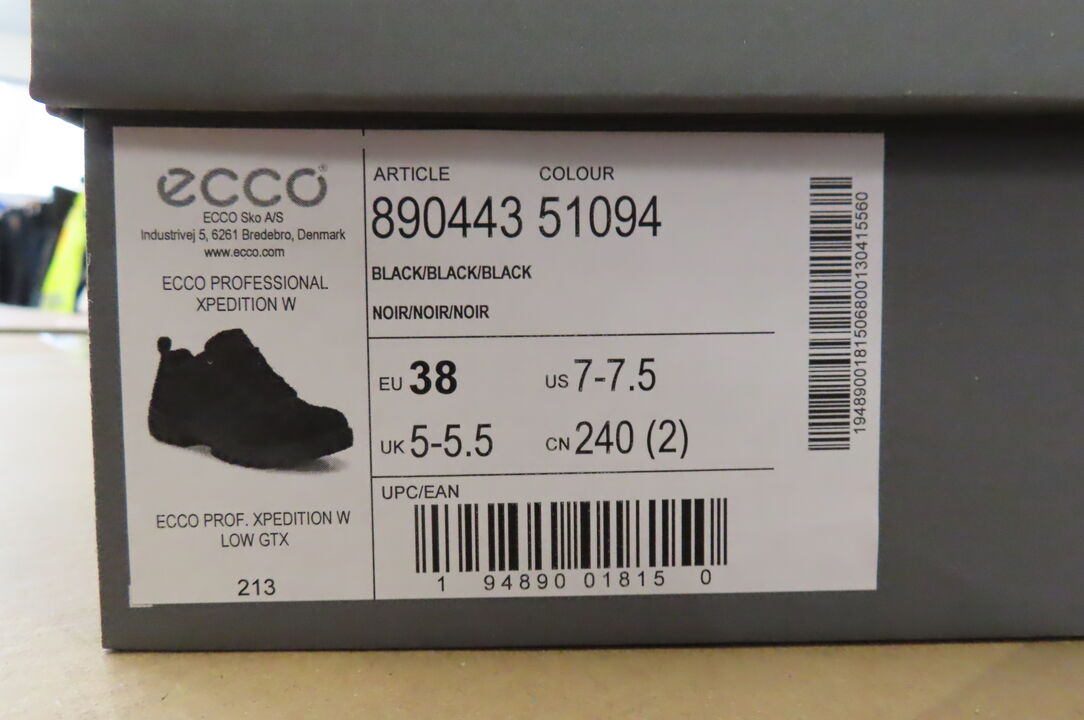 ecco®
ECCO Sko A/S
Industrivej 5, 6261 Bredebro, Denmark
www.ecco.com
ECCO PROFESSIONAL
XPEDITION W
ECCO PROF. XPEDITION W
LOW GTX
213
ARTICLE COLOUR
890443 51094
BLACK/BLACK/BLACK
NOIR/NOIR/NOIR
EU 38 US 7-7.5
UK 5-5.5 CN 240 (2)
UPC/EAN
1 94890 01815 0
19489001815068001304155​60